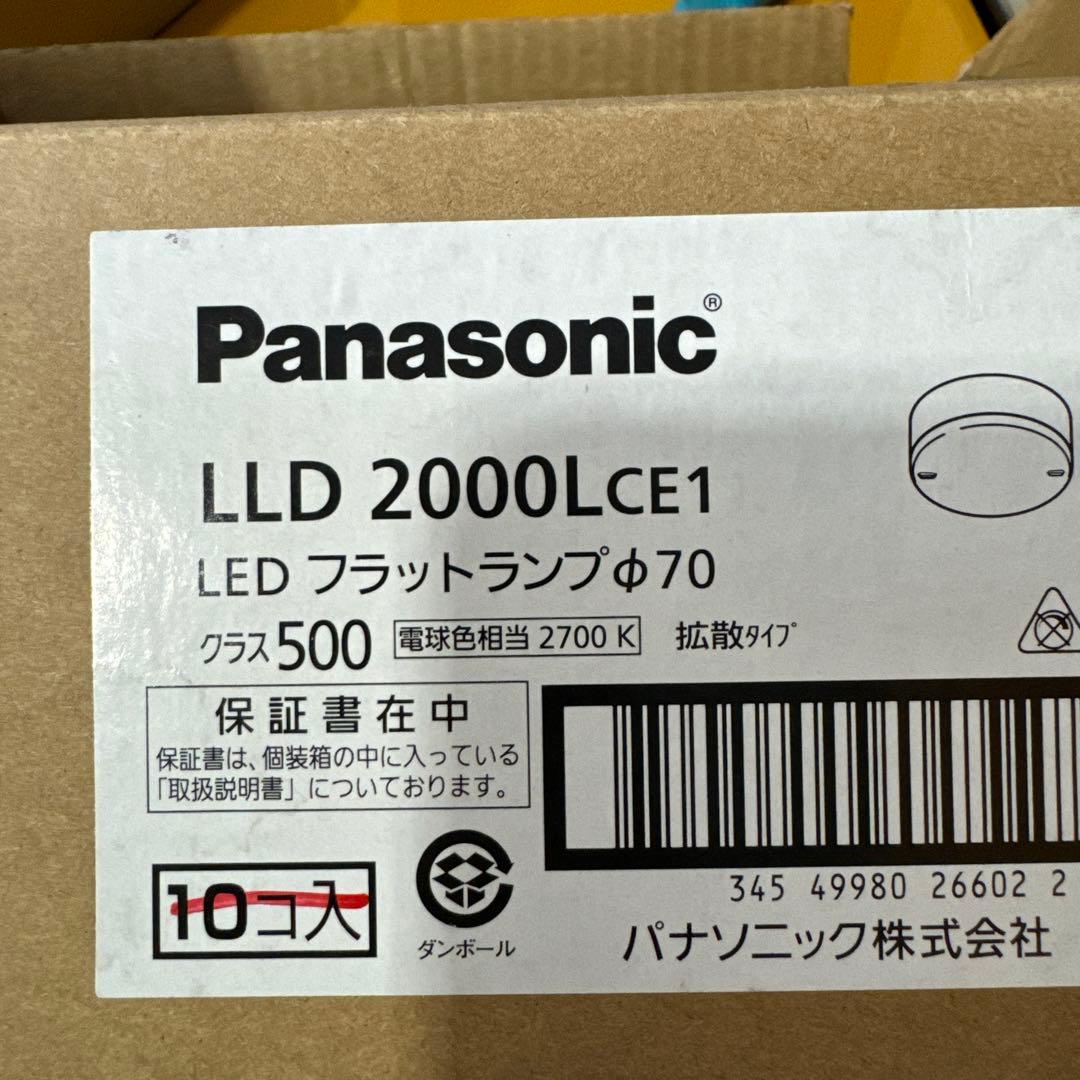 Panasonic®
LLD 2000LCE1
LED フラットランプφ70
クラス500 電球色相当 2700 K 拡散タイプ
保証書在中
保証書は、個装箱の中に入っている
「取扱説明書」についております。
10コ入
ダンボール
345 49980 26602 2
パナソニック株式会社